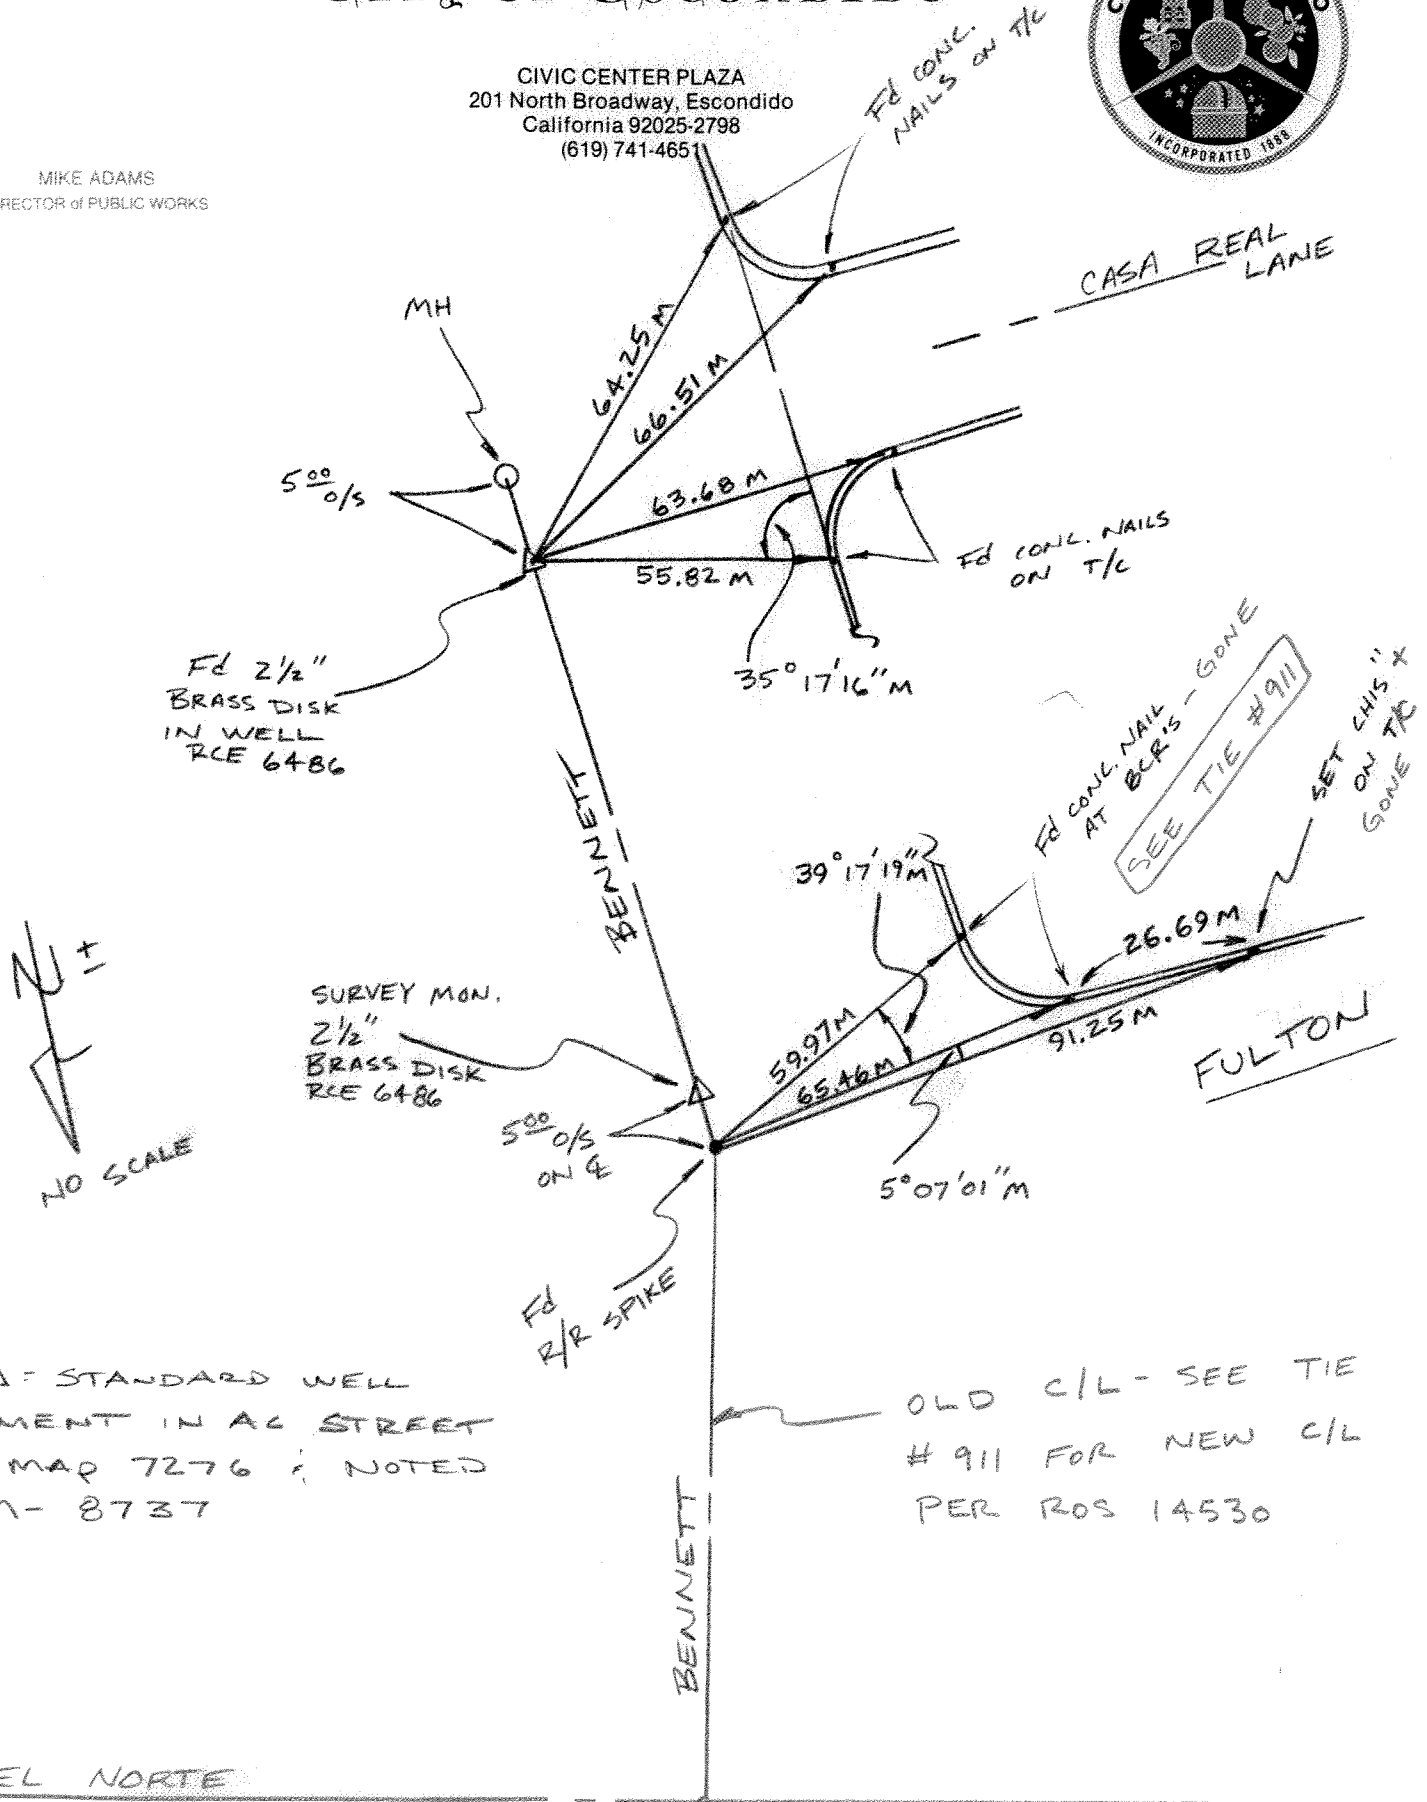 CIVIC CENTER PLAZA
201 North Broadway, Escondido
California 92025-2798
(619) 741-4651
INCORPORATED 1888
MIKE ADAMS
RECTOR of PUBLIC WORKS
Fd CONC.
NAILS ON T/C
CASA REAL
LANE
MH
64.25 M
66.51 M
5 00 O/S
63.68 M
55.82 M
Fd CONC. NAILS
ON T/C
35°17'16" M
Fd 2½"
BRASS DISK
IN WELL
RCE 6486
BENNETT
Fd CONC. NAIL
AT BCR'S - GONE
SEE TIE #911
SET CHIS "X
ON T/C
GONE
39°17'19" M
26.69 M
N ±
SURVEY MON.
2½"
BRASS DISK
RCE 6486
59.97 M
65.46 M
91.25 M
FULTON
5 00 O/S
ON ℄
5°07'01" M
NO SCALE
Fd
R/R SPIKE
Δ = STANDARD WELL
MENT IN AC STREET
MAP 7276 & NOTED
8737
OLD C/L - SEE TIE
# 911 FOR NEW C/L
PER ROS 14530
BENNETT
EL NORTE